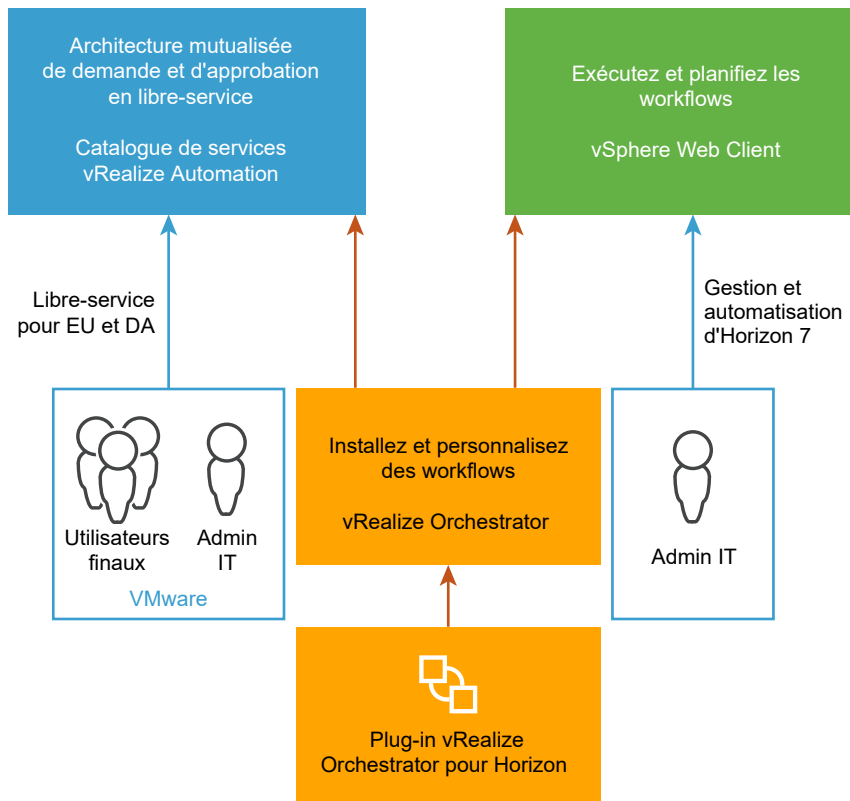 Architecture mutualisée
de demande et d'approbation
en libre-service
Catalogue de services
vRealize Automation
Exécutez et planifiez les
workflows
vSphere Web Client
Libre-service
pour EU et DA
Gestion et
automatisation
d'Horizon 7
Utilisateurs
finaux
Admin
IT
VMware
Installez et personnalisez
des workflows
vRealize Orchestrator
Admin IT
Plug-in vRealize
Orchestrator pour Horizon